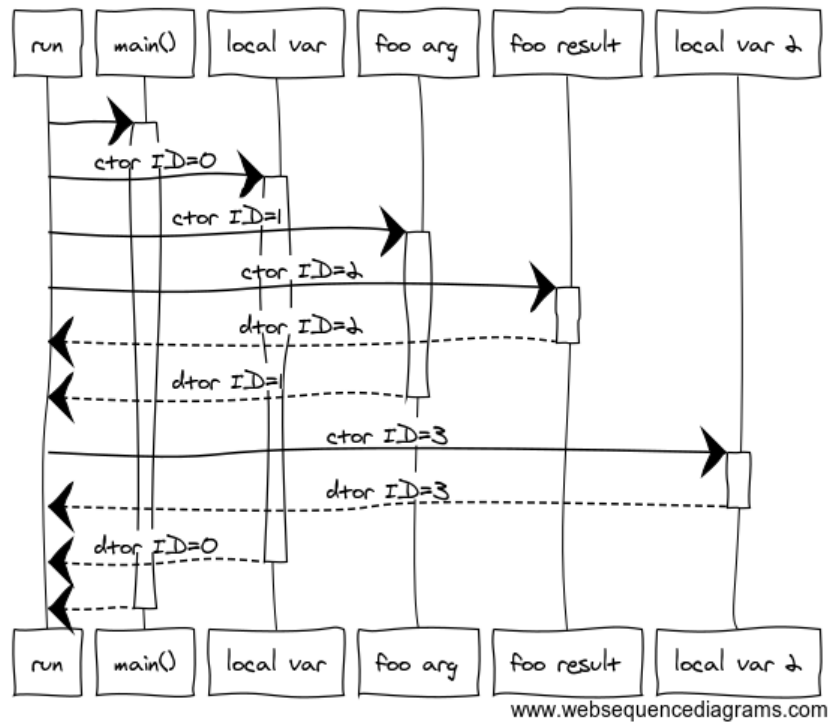 run main() local var foo arg foo result local var 2
ctor ID=0
ctor ID=1
ctor ID=2
dtor ID=2
dtor ID=1
ctor ID=3
dtor ID=3
dtor ID=0
run main() local var foo arg foo result local var 2
www.websequencediagrams.com